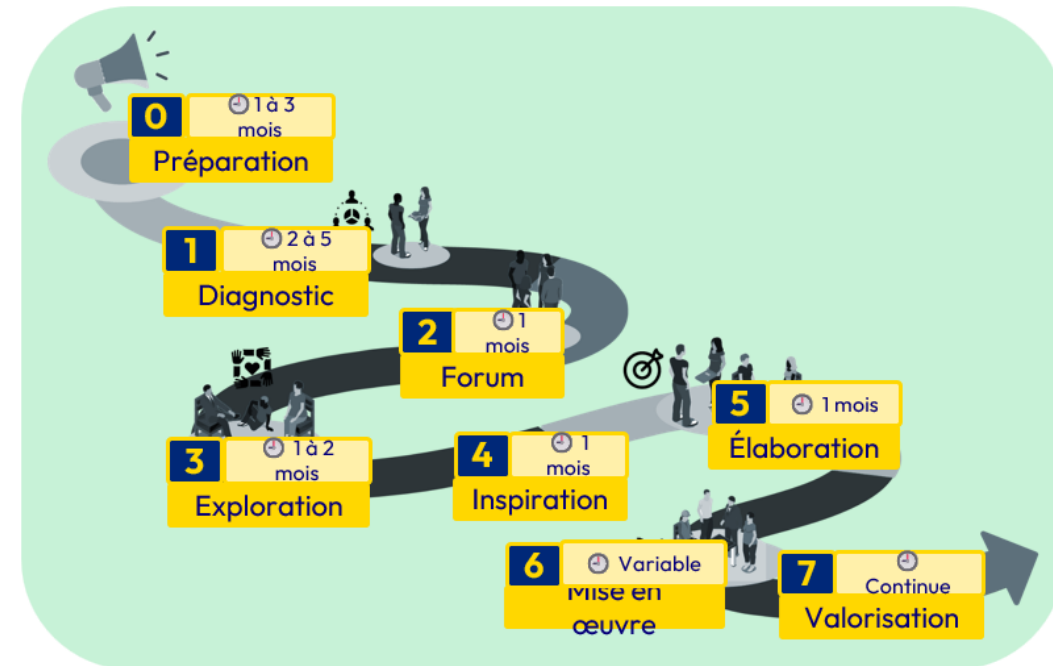 0
1 à 3
mois
Préparation
1
2 à 5
mois
Diagnostic
2
1
mois
Forum
3
1 à 2
mois
Exploration
4
1
mois
Inspiration
5
1 mois
Élaboration
6
Variable
Mise en
œuvre
7
Continue
Valorisation